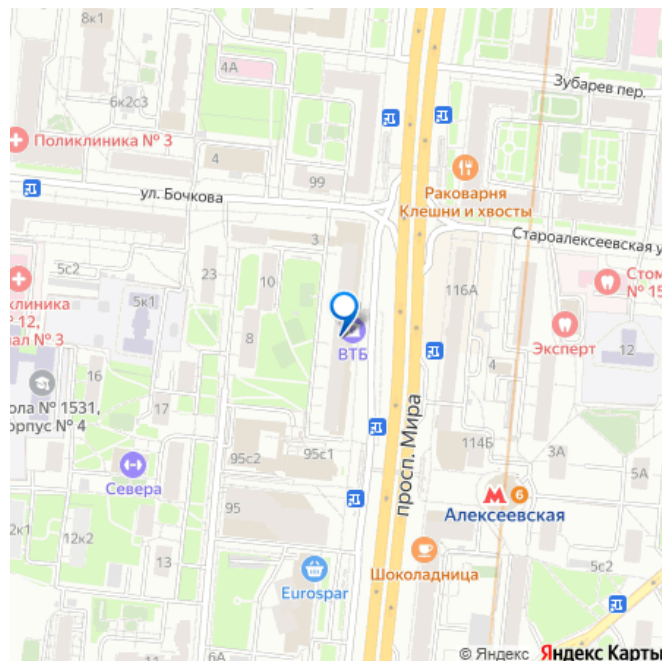 8к1
4А
Зубарев пер.
6к2с3
Поликлиника № 3
4
99
Раковарня
Клешни и хвосты
ул. Бочкова
Староалексеевская у
3
5с2
23
10
116А
Стом
№ 15
клиника
№ 12,
ал № 3
5к1
8
ВТБ
Эксперт
12
4
16
ола № 1531,
орпус № 4
17
просп. Мира
114Б
3А
5А
95с2
95с1
Севера
95
6
Алексеевская
2к1
12к2
13
Шоколадница
Eurospar
5с2
6А
© Яндекс Яндекс Карты